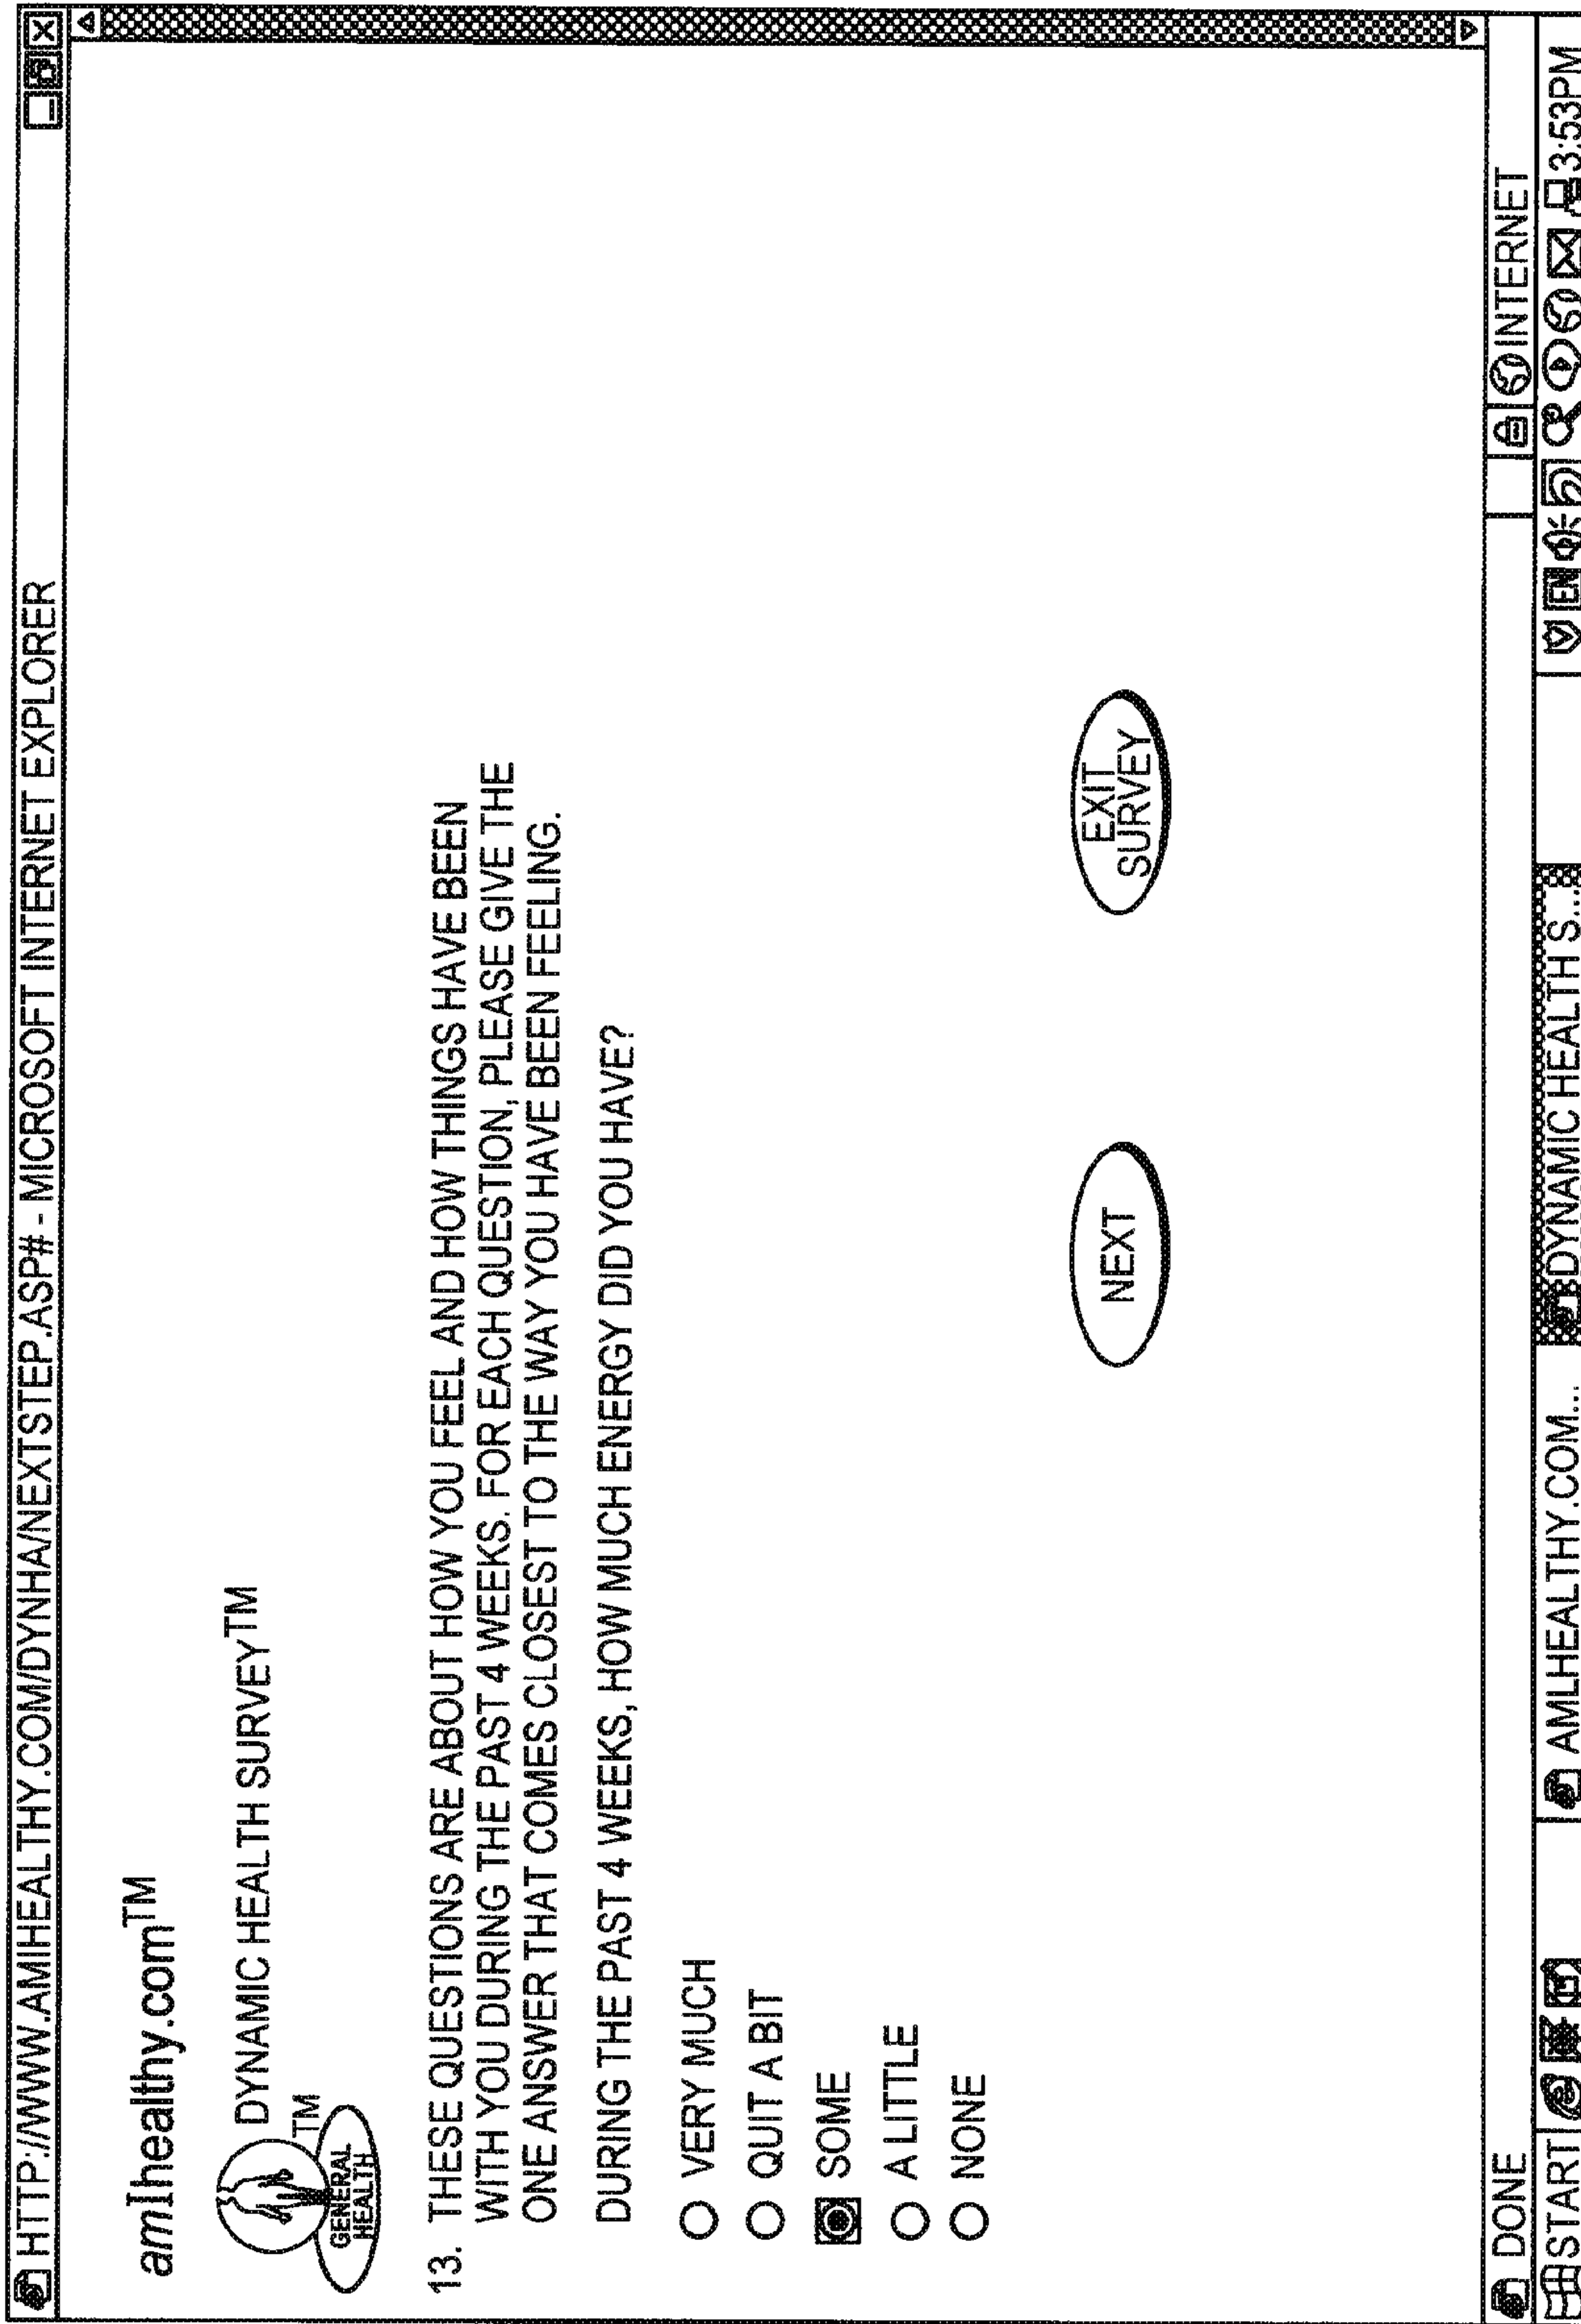 HTTP://WWW.AMIHEALTHY.COM/DYNHA/NEXTSTEP.ASP# - MICROSOFT INTERNET EXPLORER
amIhealthy.com™
DYNAMIC HEALTH SURVEY™
TM
GENERAL
HEALTH
13. THESE QUESTIONS ARE ABOUT HOW YOU FEEL AND HOW THINGS HAVE BEEN
WITH YOU DURING THE PAST 4 WEEKS. FOR EACH QUESTION, PLEASE GIVE THE
ONE ANSWER THAT COMES CLOSEST TO THE WAY YOU HAVE BEEN FEELING.
DURING THE PAST 4 WEEKS, HOW MUCH ENERGY DID YOU HAVE?
VERY MUCH
QUIT A BIT
SOME
A LITTLE
NONE
NEXT
EXIT
SURVEY
DONE
INTERNET
START
AMLHEALTHY.COM...
DYNAMIC HEALTH S...
EN
3:53PM